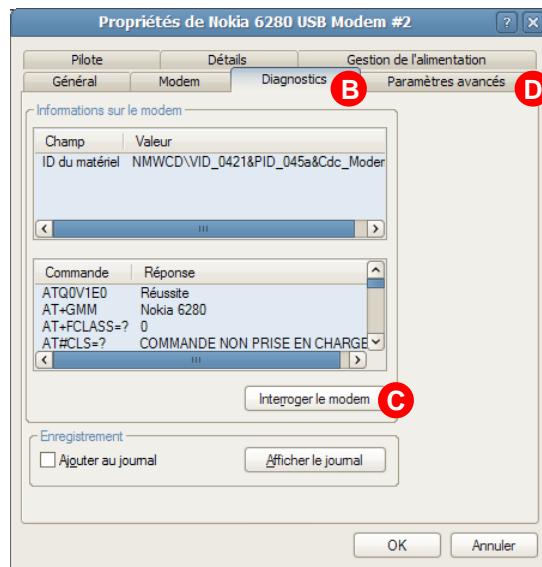 Propriétés de Nokia 6280 USB Modem #2
Pilote Détails Gestion de l'alimentation
Général Modem Diagnostics B Paramètres avancés D
Informations sur le modem
Champ Valeur
ID du matériel NMWCD\VID_0421&PID_045a&Cdc_Moder
Commande Réponse
ATQ0V1E0 Réussite
AT+GMM Nokia 6280
AT+FCLASS=? 0
AT#CLS=? COMMANDE NON PRISE EN CHARGE
Interroger le modem C
Enregistrement
Ajouter au journal Afficher le journal
OK Annuler